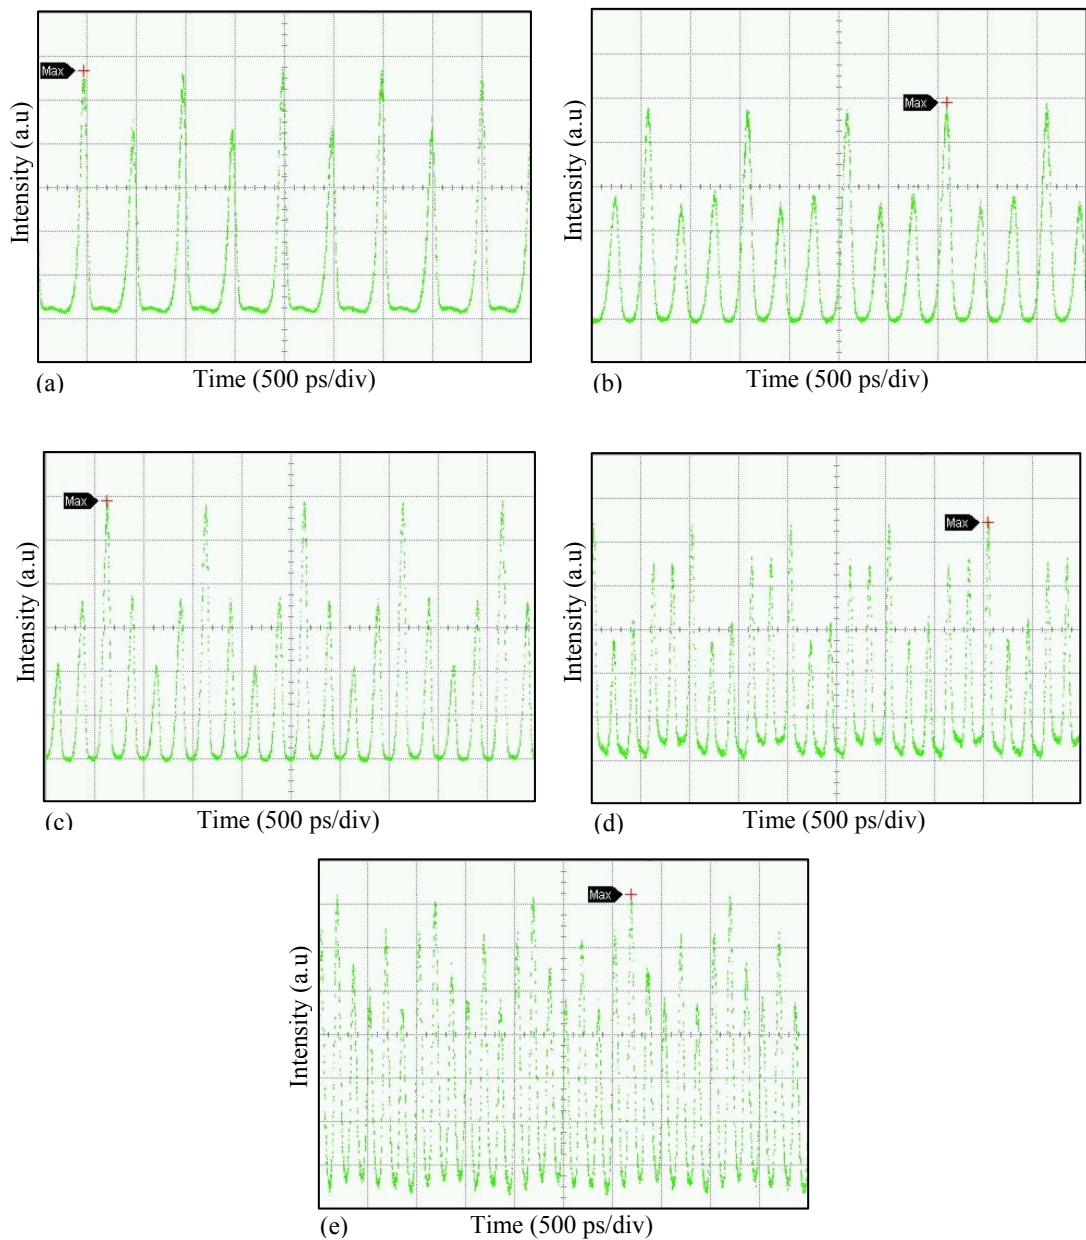 Max
Intensity (a.u)
(a)
Time (500 ps/div)
Max
Intensity (a.u)
(b)
Time (500 ps/div)
Max
Intensity (a.u)
(c)
Time (500 ps/div)
Max
Intensity (a.u)
(d)
Time (500 ps/div)
Max
Intensity (a.u)
(e)
Time (500 ps/div)